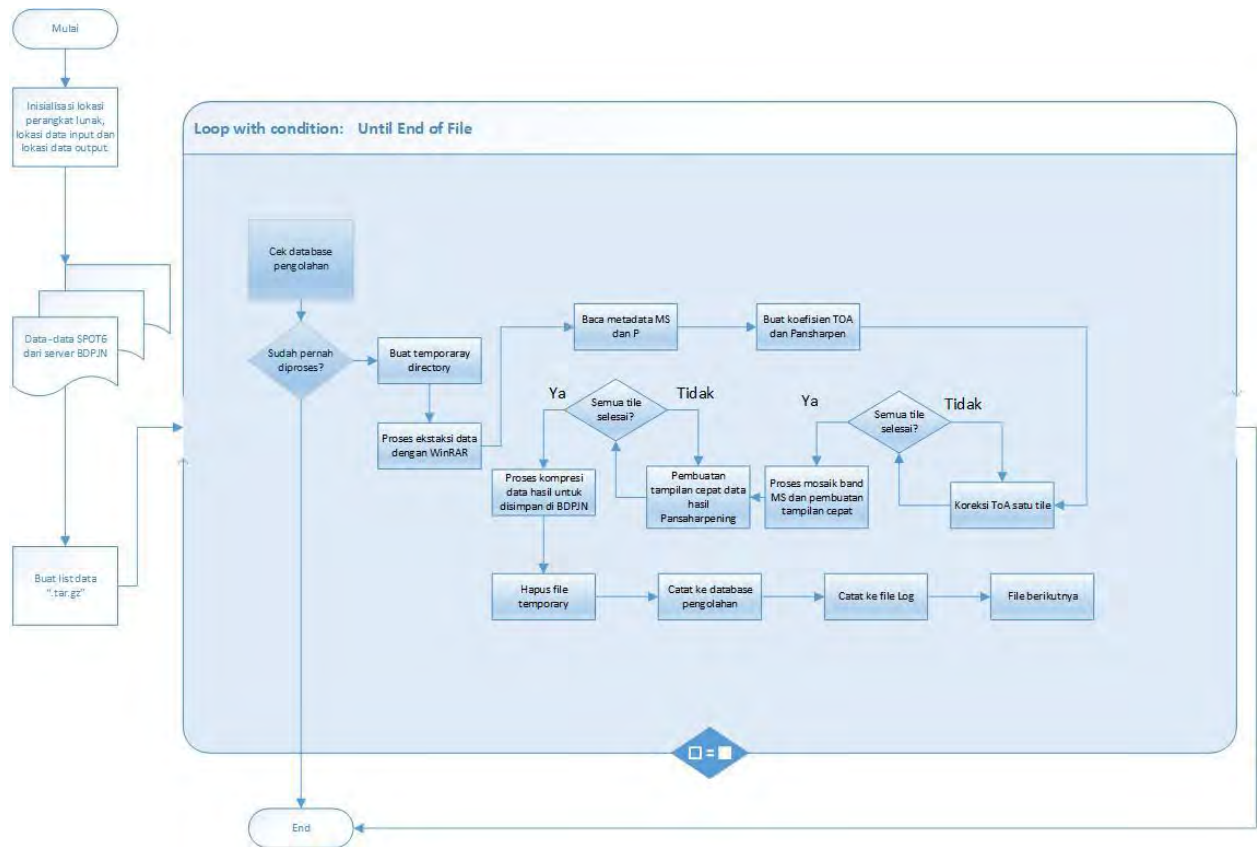 Mulai
Inisialisasi lokasi
perangkat lunak,
lokasi data input dan
lokasi data output.
Data-data SPOT6
dari server BDPJN
Buat list data
“.tar.gz”
Loop with condition: Until End of File
Cek database
pengolahan
Sudah pernah
diproses?
Buat temporaray
directory
Proses ekstaksi data
dengan WinRAR
Baca metadata MS
dan P
Buat koefisien TOA
dan Pansharpen
Tidak
Semua tile
selesai?
Ya
Koreksi ToA satu tile
Proses mosaik band
MS dan pembuatan
tampilan cepat
Pembuatan
tampilan cepat data
hasil
Pansaharpening
Tidak
Semua tile
selesai?
Ya
Proses kompresi
data hasil untuk
disimpan di BDPJN
Hapus file
temporary
Catat ke database
pengolahan
Catat ke file Log
File berikutnya
End